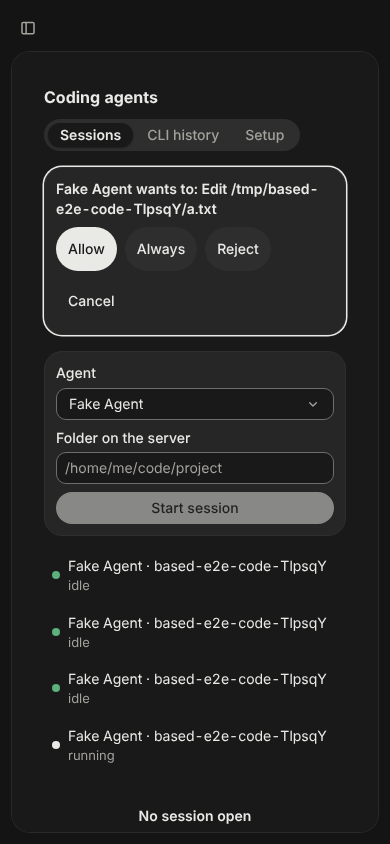 Coding agents
Sessions CLI history Setup
Fake Agent wants to: Edit /tmp/based-
e2e-code-TlpsqY/a.txt
Allow Always Reject
Cancel
Agent
Fake Agent
Folder on the server
/home/me/code/project
Start session
Fake Agent · based-e2e-code-TlpsqY
idle
Fake Agent · based-e2e-code-TlpsqY
idle
Fake Agent · based-e2e-code-TlpsqY
idle
Fake Agent · based-e2e-code-TlpsqY
running
No session open